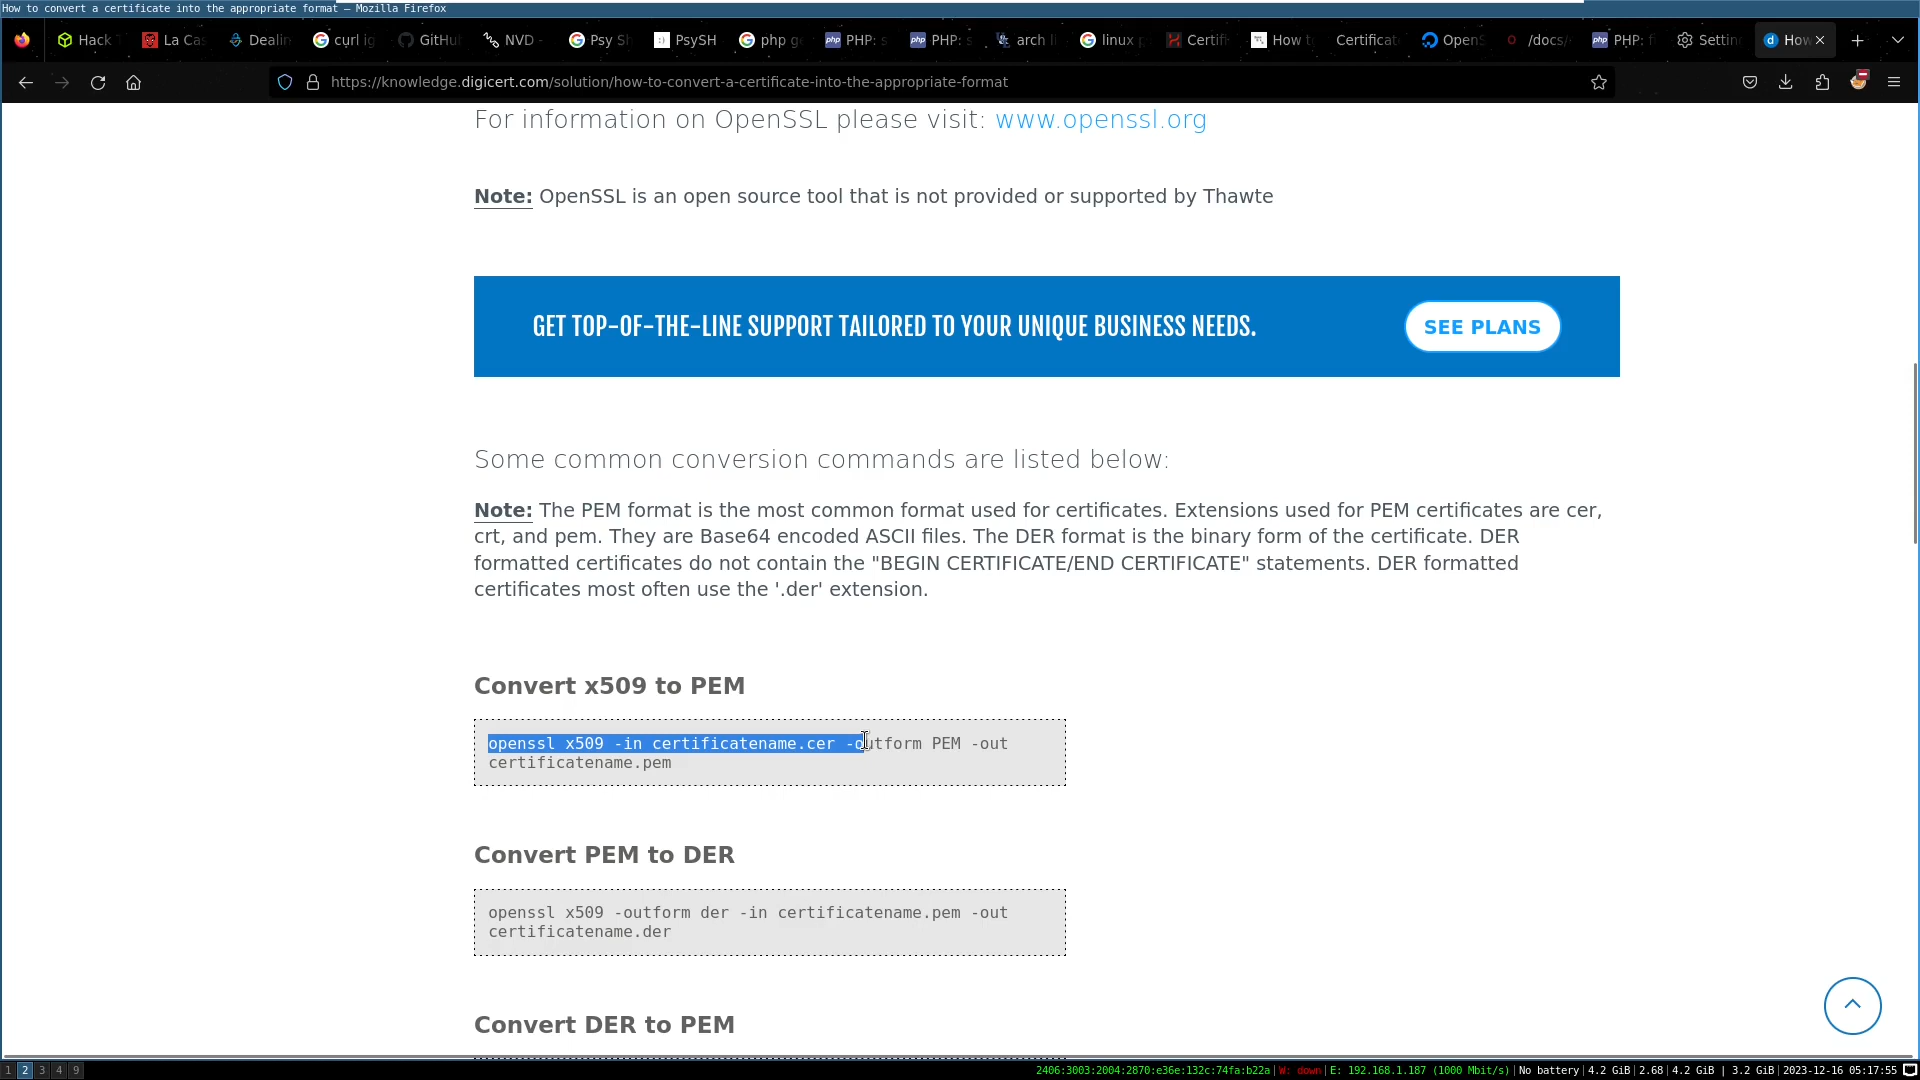 How to convert a certificate into the appropriate format — Mozilla Firefox
Hack T
La Cas
Dealin
curl ig
GitHu
NVD -
Psy Sh
PsySH
php g
PHP: s
PHP: s
arch li
linux p
Certifi
How t
Certificat
OpenS
/docs/
PHP: f
Settin
How
https://knowledge.digicert.com/solution/how-to-convert-a-certificate-into-the-appropriate-format
For information on OpenSSL please visit: www.openssl.org
Note: OpenSSL is an open source tool that is not provided or supported by Thawte
GET TOP-OF-THE-LINE SUPPORT TAILORED TO YOUR UNIQUE BUSINESS NEEDS.
SEE PLANS
Some common conversion commands are listed below:
Note: The PEM format is the most common format used for certificates. Extensions used for PEM certificates are cer,
crt, and pem. They are Base64 encoded ASCII files. The DER format is the binary form of the certificate. DER
formatted certificates do not contain the "BEGIN CERTIFICATE/END CERTIFICATE" statements. DER formatted
certificates most often use the '.der' extension.
Convert x509 to PEM
openssl x509 -in certificatename.cer -outform PEM -out
certificatename.pem
Convert PEM to DER
openssl x509 -outform der -in certificatename.pem -out
certificatename.der
Convert DER to PEM
1 2 3 4 9
2406:3003:2004:2870:e36e:132c:74fa:b22a|W: down|E: 192.168.1.187 (1000 Mbit/s)|No battery|4.2 GiB|2.68|4.2 GiB | 3.2 GiB|2023-12-16 05:17:55